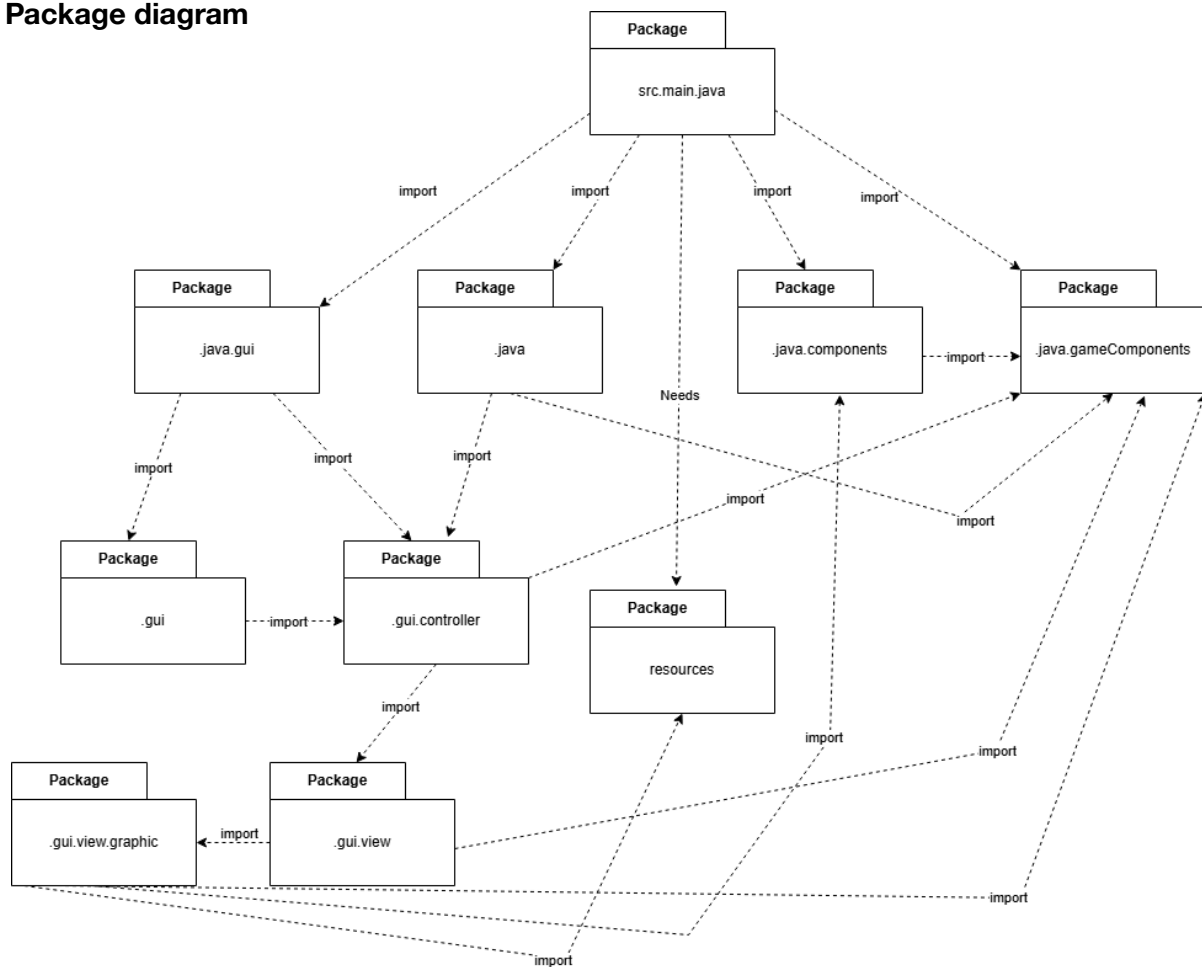 Package diagram
Package
src.main.java
import
import
import
import
Package
.java.gui
Package
.java
Package
.java.components
Package
.java.gameComponents
import
Needs
import
import
import
import
import
Package
.gui
Package
.gui.controller
Package
resources
import
import
import
import
Package
.gui.view.graphic
Package
.gui.view
import
import
import